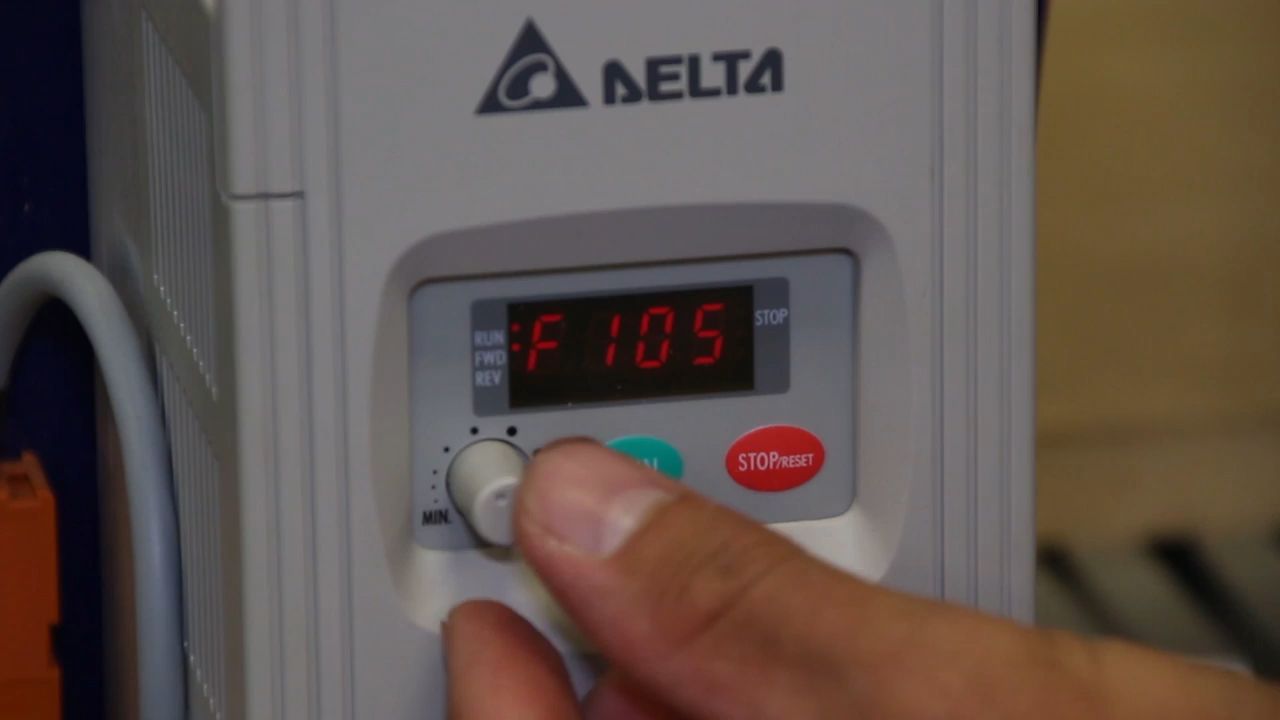 DELTA
RUN
FWD
REV
F 105
STOP
MIN.
STOP/RESET